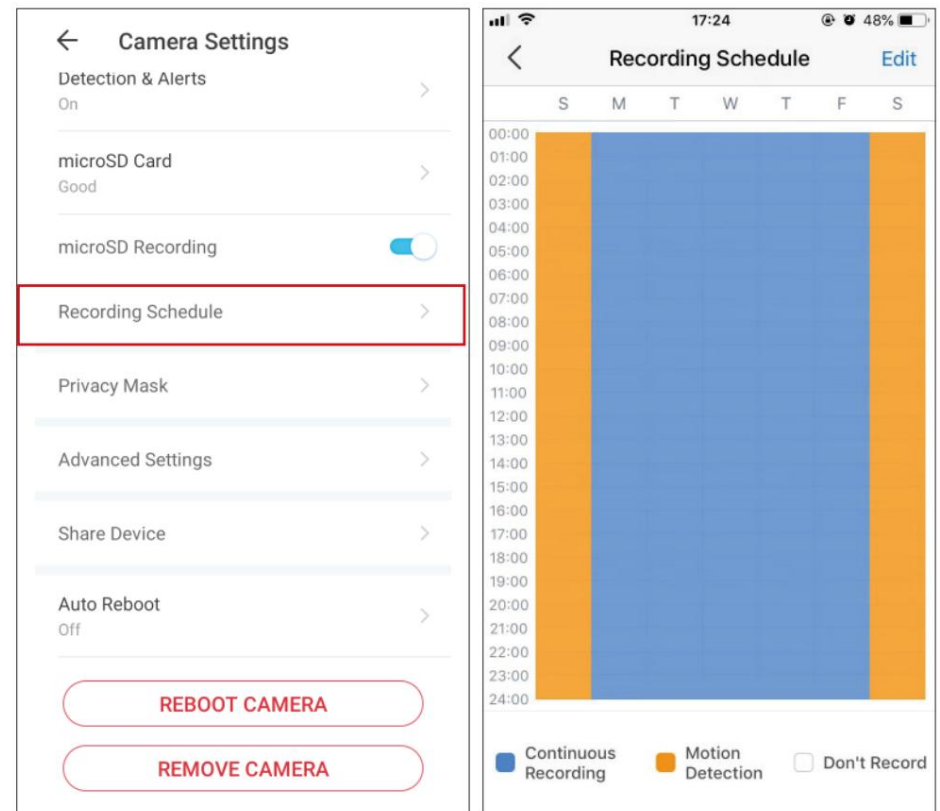 Camera Settings
Detection & Alerts
On
microSD Card
Good
microSD Recording
Recording Schedule
Privacy Mask
Advanced Settings
Share Device
Auto Reboot
Off
REBOOT CAMERA
REMOVE CAMERA
17:24 48%
Recording Schedule Edit
S M T W T F S
00:00
01:00
02:00
03:00
04:00
05:00
06:00
07:00
08:00
09:00
10:00
11:00
12:00
13:00
14:00
15:00
16:00
17:00
18:00
19:00
20:00
21:00
22:00
23:00
24:00
Continuous
Recording
Motion
Detection
Don't Record